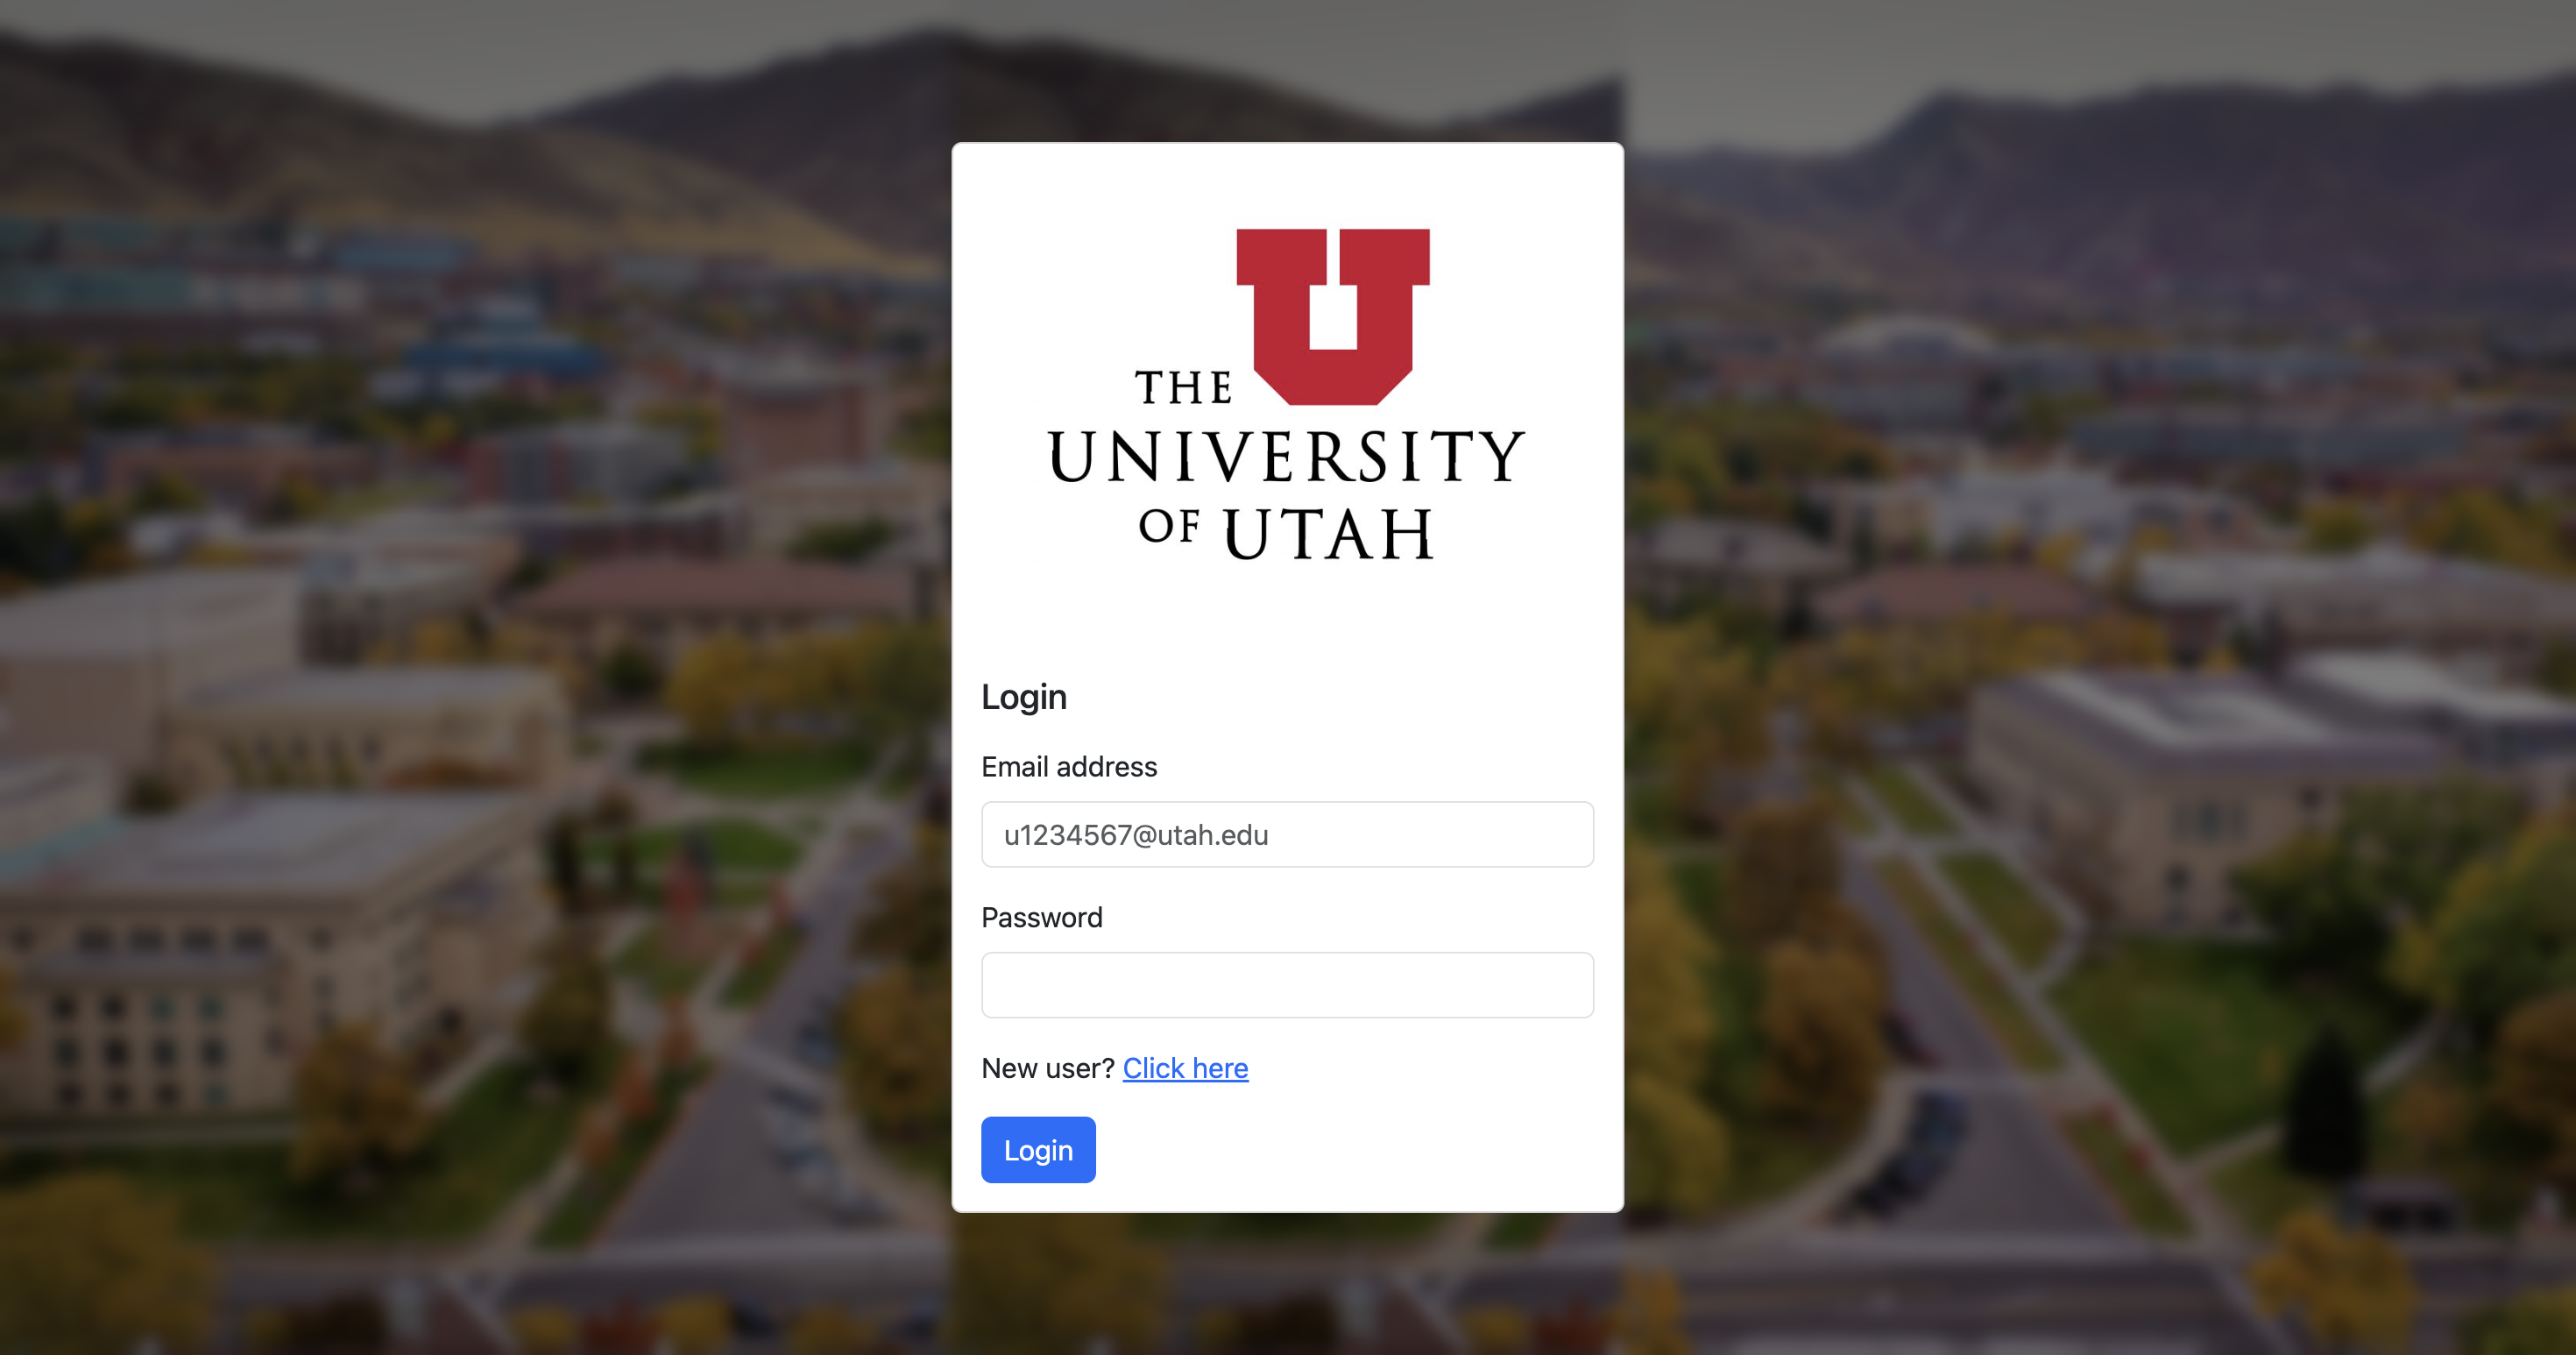 THE
UNIVERSITY
OF UTAH
Login
Email address
u1234567@utah.edu
Password
New user? Click here
Login